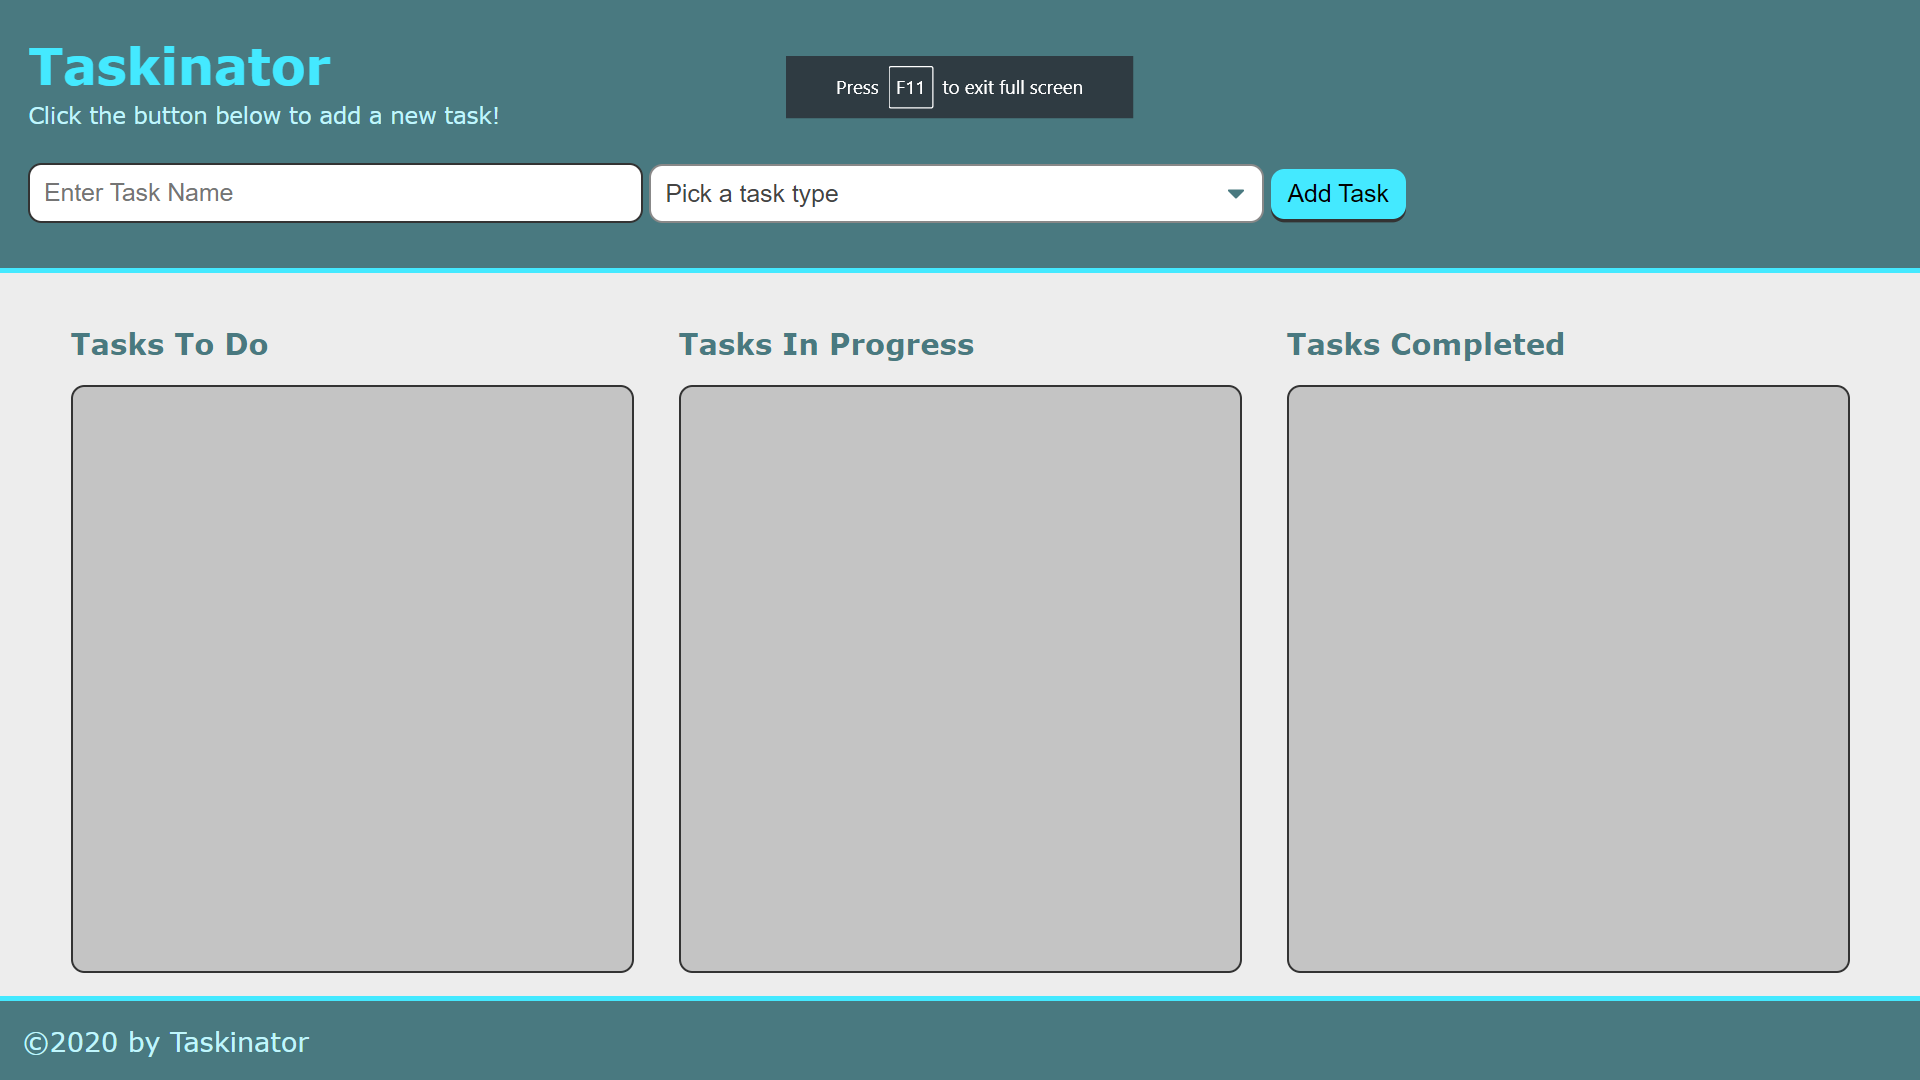 Taskinator
Click the button below to add a new task!
Press F11 to exit full screen
Enter Task Name
Pick a task type
Add Task
Tasks To Do
Tasks In Progress
Tasks Completed
©2020 by Taskinator